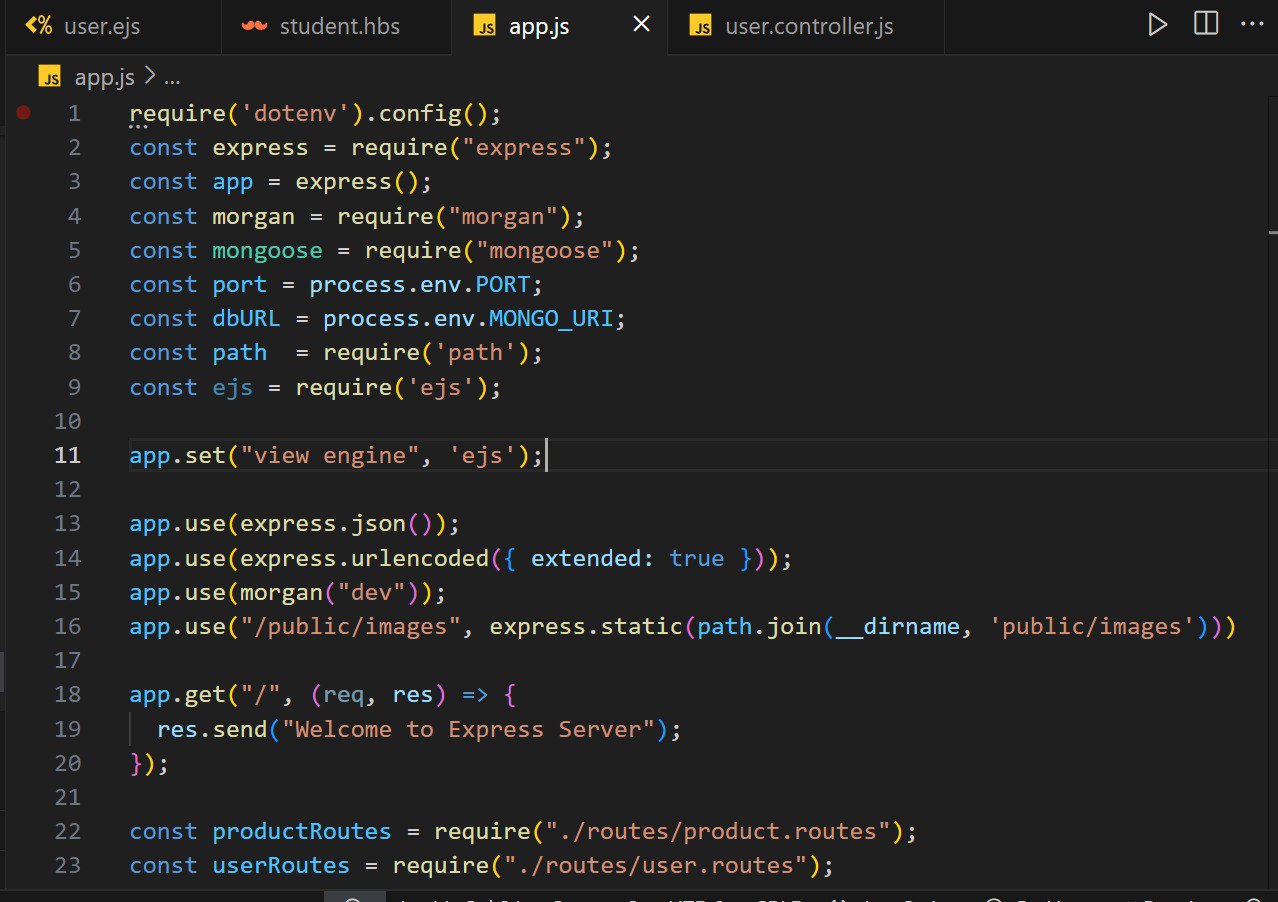 user.ejs student.hbs JS app.js JS user.controller.js
JS app.js > ...
1 require('dotenv').config();
2 const express = require("express");
3 const app = express();
4 const morgan = require("morgan");
5 const mongoose = require("mongoose");
6 const port = process.env.PORT;
7 const dbURL = process.env.MONGO_URI;
8 const path  = require('path');
9 const ejs = require('ejs');
10
11 app.set("view engine", 'ejs');
12
13 app.use(express.json());
14 app.use(express.urlencoded({ extended: true }));
15 app.use(morgan("dev"));
16 app.use("/public/images", express.static(path.join(__dirname, 'public/images')))
17
18 app.get("/", (req, res) => {
19   res.send("Welcome to Express Server");
20 });
21
22 const productRoutes = require("./routes/product.routes");
23 const userRoutes = require("./routes/user.routes");